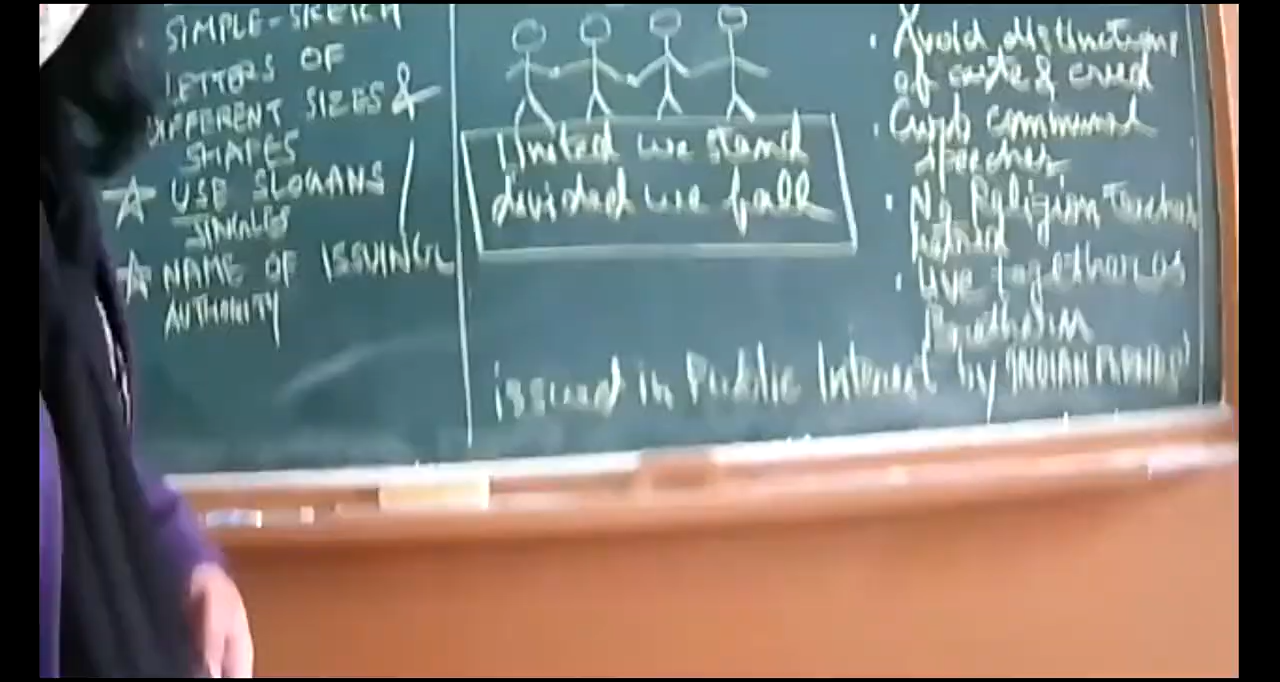 SIMPLE-SKETCH
LETTERS OF
DIFFERENT SIZES &
SHAPES
☆ USE SLOGANS
JINGLES
☆ NAME OF ISSUING
AUTHORITY
United we stand
divided we fall
• Avoid distinctions
of caste & creed
• Curb communal
speeches
• No Religion Teaches
hatred
• Live together as
issued in Public Interest by INDIAN